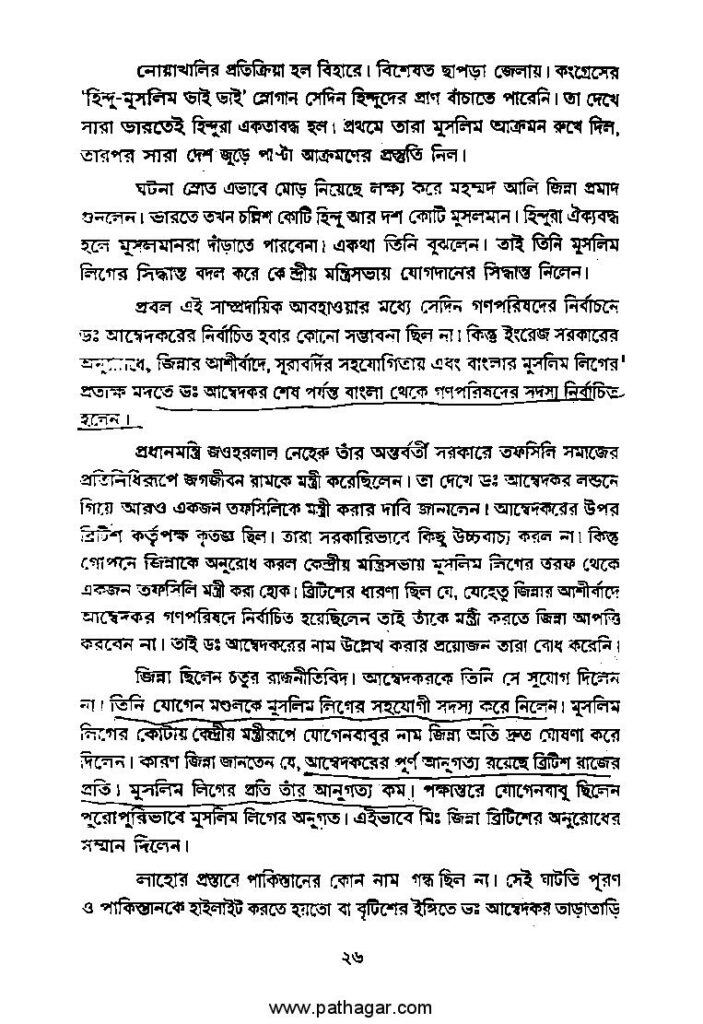 নোয়াখালির প্রতিক্রিয়া হল বিহারে। বিশেষত ছাপড়া জেলায়। কংগ্রেসের
‘হিন্দু-মুসলিম ভাই ভাই’ স্লোগান সেদিন হিন্দুদের প্রাণ বাঁচাতে পারেনি। তা দেখে
সারা ভারতেই হিন্দুরা একতাবদ্ধ হল। প্রথমে তারা মুসলিম আক্রমন রুখে দিল,
তারপর সারা দেশ জুড়ে পাল্টা আক্রমণের প্রস্তুতি নিল।
ঘটনা স্রোত এভাবে মোড় নিয়েছে লক্ষ্য করে মহম্মদ আলি জিন্না প্রমাদ
গুনলেন। ভারতে তখন চল্লিশ কোটি হিন্দু আর দশ কোটি মুসলমান। হিন্দুরা ঐক্যবদ্ধ
হলে মুসলমানরা দাঁড়াতে পারবেনা। একথা তিনি বুঝলেন। তাই তিনি মুসলিম
লিগের সিদ্ধান্ত বদল করে কেন্দ্রীয় মন্ত্রিসভায় যোগদানের সিদ্ধান্ত নিলেন।
প্রবল এই সাম্প্রদায়িক আবহাওয়ার মধ্যে সেদিন গণপরিষদের নির্বাচনে
ডঃ আম্বেদকরের নির্বাচিত হবার কোনো সম্ভাবনা ছিল না। কিন্তু ইংরেজ সরকারের
অনুরোধে, জিন্নার আশীর্বাদে, সুরাবর্দির সহযোগিতায় এবং বাংলার মুসলিম লিগের
প্রত্যক্ষ মদতে ডঃ আম্বেদকর শেষ পর্যন্ত বাংলা থেকে গণপরিষদের সদস্য নির্বাচিত
হলেন।
প্রধানমন্ত্রি জওহরলাল নেহেরু তাঁর অন্তর্বর্তী সরকারে তফসিলি সমাজের
প্রতিনিধিরূপে জগজীবন রামকে মন্ত্রী করেছিলেন। তা দেখে ডঃ আম্বেদকর লন্ডনে
গিয়ে আরও একজন তফসিলিকে মন্ত্রী করার দাবি জানালেন। আম্বেদকরের উপর
ব্রিটিশ কর্তৃপক্ষ কৃতজ্ঞ ছিল। তারা সরকারিভাবে কিছু উচ্চবাচ্য করল না। কিন্তু
গোপনে জিন্নাকে অনুরোধ করল কেন্দ্রীয় মন্ত্রিসভায় মুসলিম লিগের তরফ থেকে
একজন তফসিলি মন্ত্রী করা হোক। ব্রিটিশের ধারণা ছিল যে, যেহেতু জিন্নার আশীর্বাদে
আম্বেদকর গণপরিষদে নির্বাচিত হয়েছিলেন তাই তাঁকে মন্ত্রী করতে জিন্না আপত্তি
করবেন না। তাই ডঃ আম্বেদকরের নাম উল্লেখ করার প্রয়োজন তারা বোধ করেনি।
জিন্না ছিলেন চতুর রাজনীতিবিদ। আম্বেদকরকে তিনি সে সুযোগ দিলেন
না। তিনি যোগেন মণ্ডলকে মুসলিম লিগের সহযোগী সদস্য করে নিলেন। মুসলিম
লিগের কোটায় কেন্দ্রীয় মন্ত্রীরূপে যোগেনবাবুর নাম জিন্না অতি দ্রুত ঘোষণা করে
দিলেন। কারণ জিন্না জানতেন যে, আম্বেদকরের পূর্ণ আনুগত্য রয়েছে ব্রিটিশ রাজের
প্রতি। মুসলিম লিগের প্রতি তাঁর আনুগত্য কম। পক্ষান্তরে যোগেনবাবু ছিলেন
পুরোপুরিভাবে মুসলিম লিগের অনুগত। এইভাবে মিঃ জিন্না ব্রিটিশের অনুরোধের
সম্মান দিলেন।
লাহোর প্রস্তাবে পাকিস্তানের কোন নাম গন্ধ ছিল না। সেই ঘাটতি পূরণ
ও পাকিস্তানকে হাইলাইট করতে হয়তো বা বৃটিশের ইঙ্গিতে ডঃ আম্বেদকর তাড়াতাড়ি
২৬
www.pathagar.com